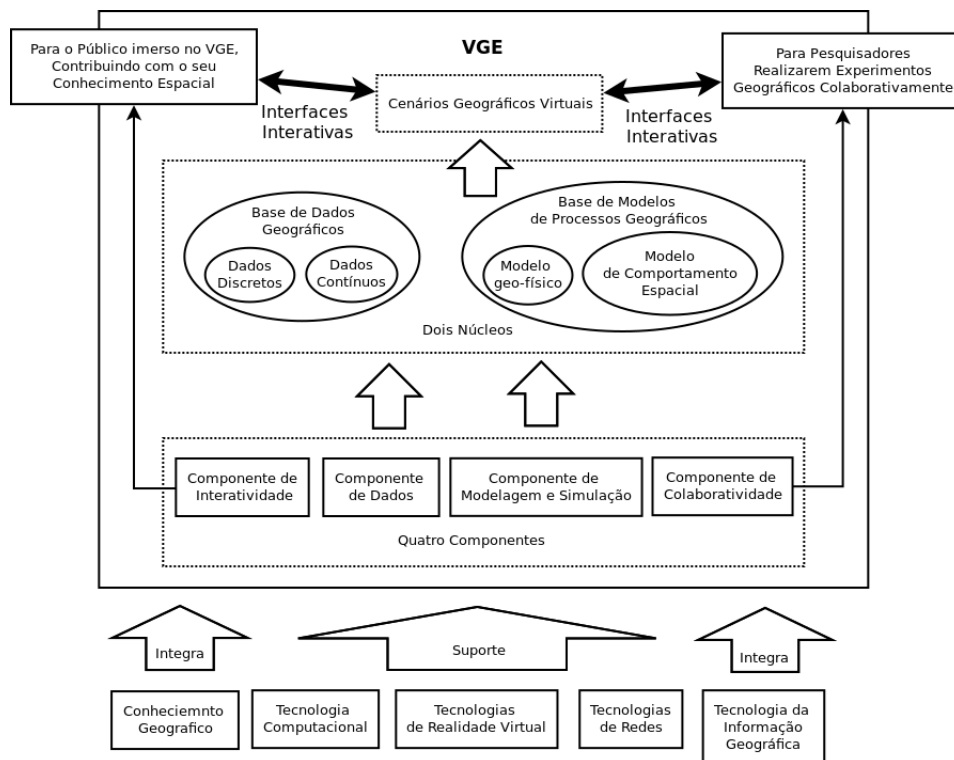 VGE
Para o Público imerso no VGE,
Contribuindo com o seu
Conhecimento Espacial
Para Pesquisadores
Realizarem Experimentos
Geográficos Colaborativamente
Cenários Geográficos Virtuais
Interfaces
Interativas
Interfaces
Interativas
Base de Dados
Geográficos
Dados
Discretos
Dados
Contínuos
Base de Modelos
de Processos Geográficos
Modelo
geo-físico
Modelo
de Comportamento
Espacial
Dois Núcleos
Componente de
Interatividade
Componente
de Dados
Componente de
Modelagem e Simulação
Componente de
Colaboratividade
Quatro Componentes
Integra
Suporte
Integra
Conheciemnto
Geografico
Tecnologia
Computacional
Tecnologias
de Realidade Virtual
Tecnologias
de Redes
Tecnologia da
Informação
Geográfica